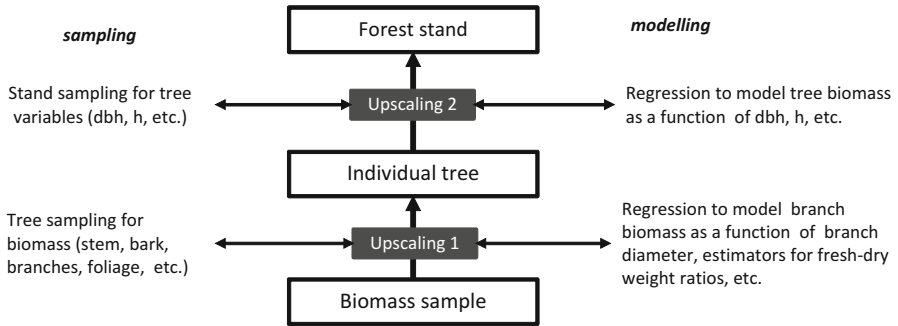 sampling
Forest stand
modelling
Stand sampling for tree
variables (dbh, h, etc.)
Upscaling 2
Regression to model tree biomass
as a function of dbh, h, etc.
Individual tree
Tree sampling for
biomass (stem, bark,
branches, foliage, etc.)
Upscaling 1
Regression to model branch
biomass as a function of branch
diameter, estimators for fresh-dry
weight ratios, etc.
Biomass sample